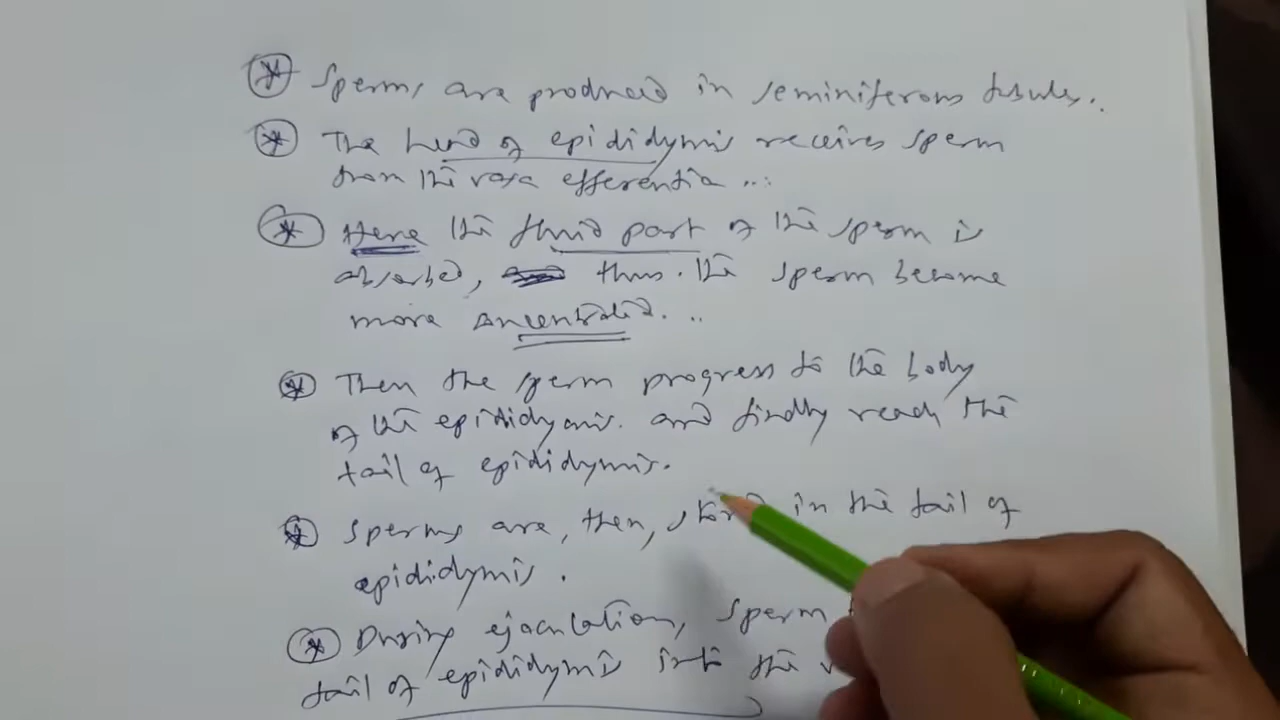 * Sperms are produced in seminiferous tubules..
* The head of epididymis receives sperm
from the vasa efferentia ...
* Here the fluid part of the sperm is
absorbed, thus. the sperm become
more concentrated. ..
* Then the sperm progress to the body
of the epididymis. and finally reach the
tail of epididymis.
* Sperms are, then, stored in the tail of
epididymis.
* During ejaculation, sperm
tail of epididymis into the